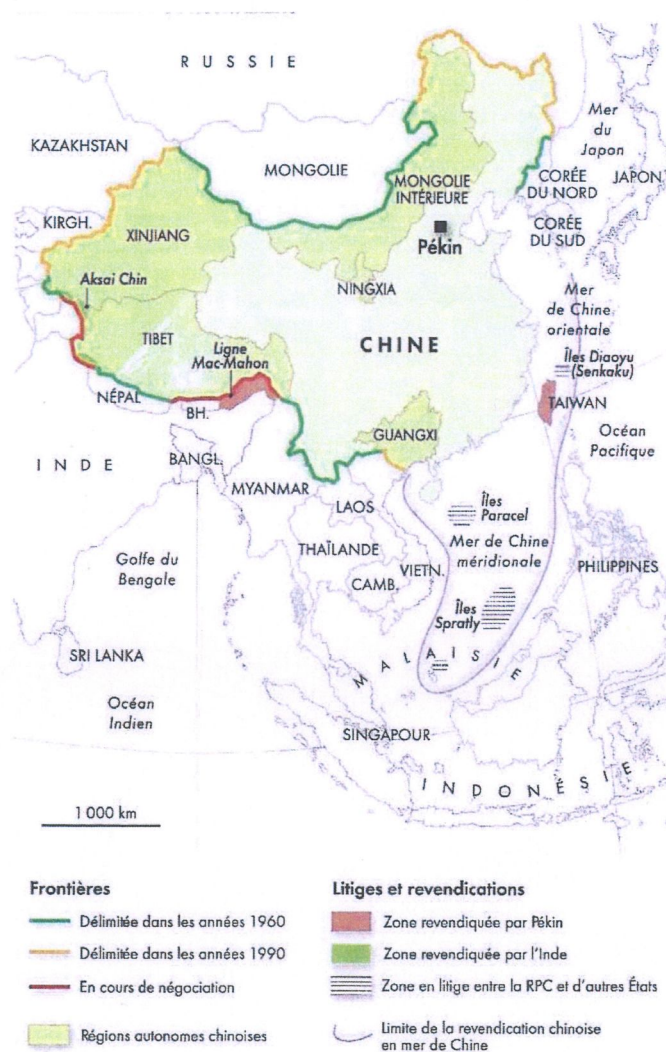 RUSSIE
KAZAKHSTAN
MONGOLIE
Mer
du
Japon
CORÉE
DU NORD
JAPON
MONGOLIE
INTÉRIEURE
KIRGH.
XINJIANG
CORÉE
DU SUD
Pékin
Aksai Chin
NINGXIA
Mer
de Chine
orientale
TIBET
Ligne
Mac-Mahon
CHINE
Îles Diaoyu
(Senkaku)
NÉPAL
BH.
TAIWAN
GUANGXI
Océan
Pacifique
INDE
BANGL.
MYANMAR
LAOS
Îles
Paracel
Mer de Chine
méridionale
THAÏLANDE
VIETN.
PHILIPPINES
Golfe du
Bengale
CAMB.
Îles
Spratly
SRI LANKA
MALAISIE
Océan
Indien
SINGAPOUR
INDONÉSIE
1 000 km
Frontières
Délimitée dans les années 1960
Délimitée dans les années 1990
En cours de négociation
Régions autonomes chinoises
Litiges et revendications
Zone revendiquée par Pékin
Zone revendiquée par l'Inde
Zone en litige entre la RPC et d'autres États
Limite de la revendication chinoise
en mer de Chine